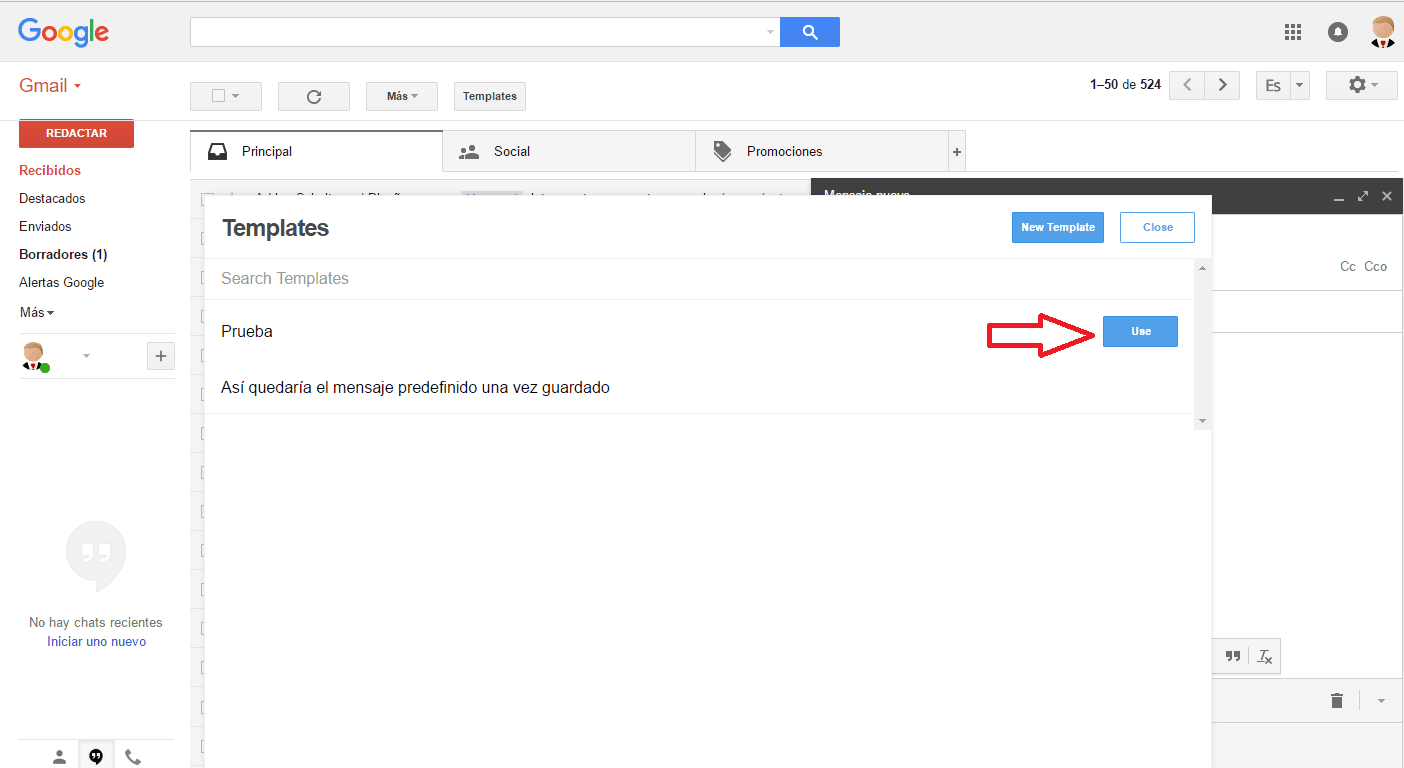 Google
Gmail
Más
Templates
1–50 de 524
Es
REDACTAR
Principal
Social
Promociones
+
Recibidos
Destacados
Enviados
Borradores (1)
Alertas Google
Más
Mensaje nuevo
Templates
New Template
Close
Search Templates
Cc Cco
Prueba
Use
Así quedaría el mensaje predefinido una vez guardado
No hay chats recientes
Iniciar uno nuevo